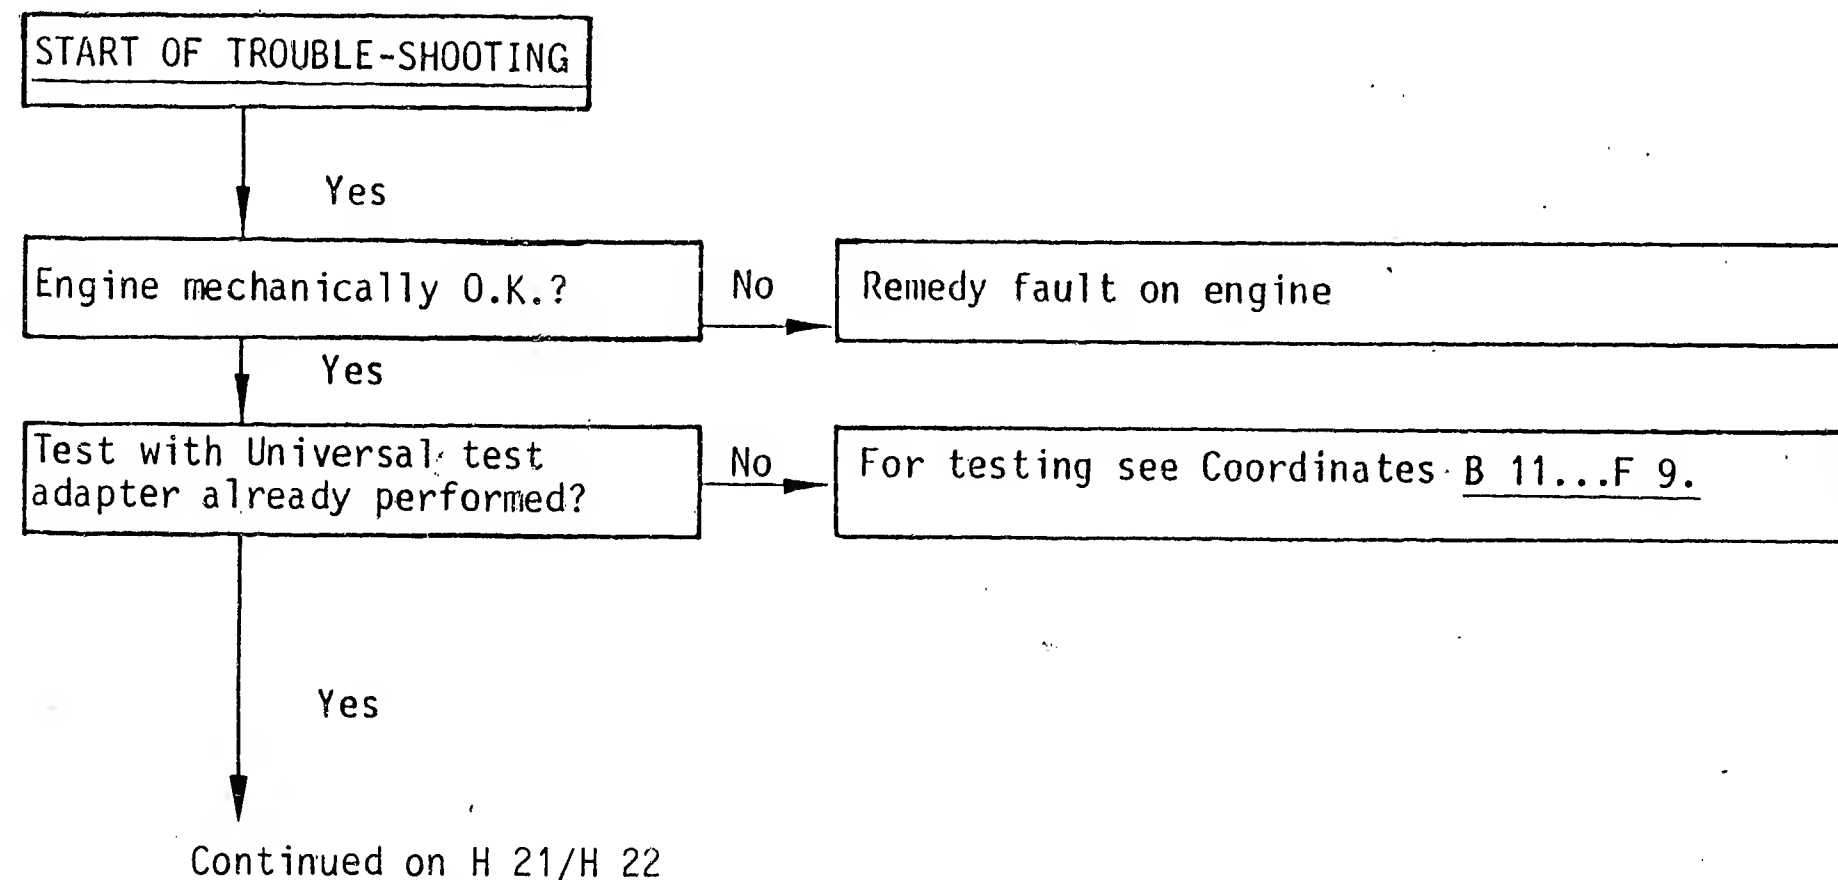 START OF TROUBLE-SHOOTING
Yes
Engine mechanically O.K.?
No
Remedy fault on engine
Yes
Test with Universal test
adapter already performed?
No
For testing see Coordinates B 11...F 9.
Yes
Continued on H 21/H 22